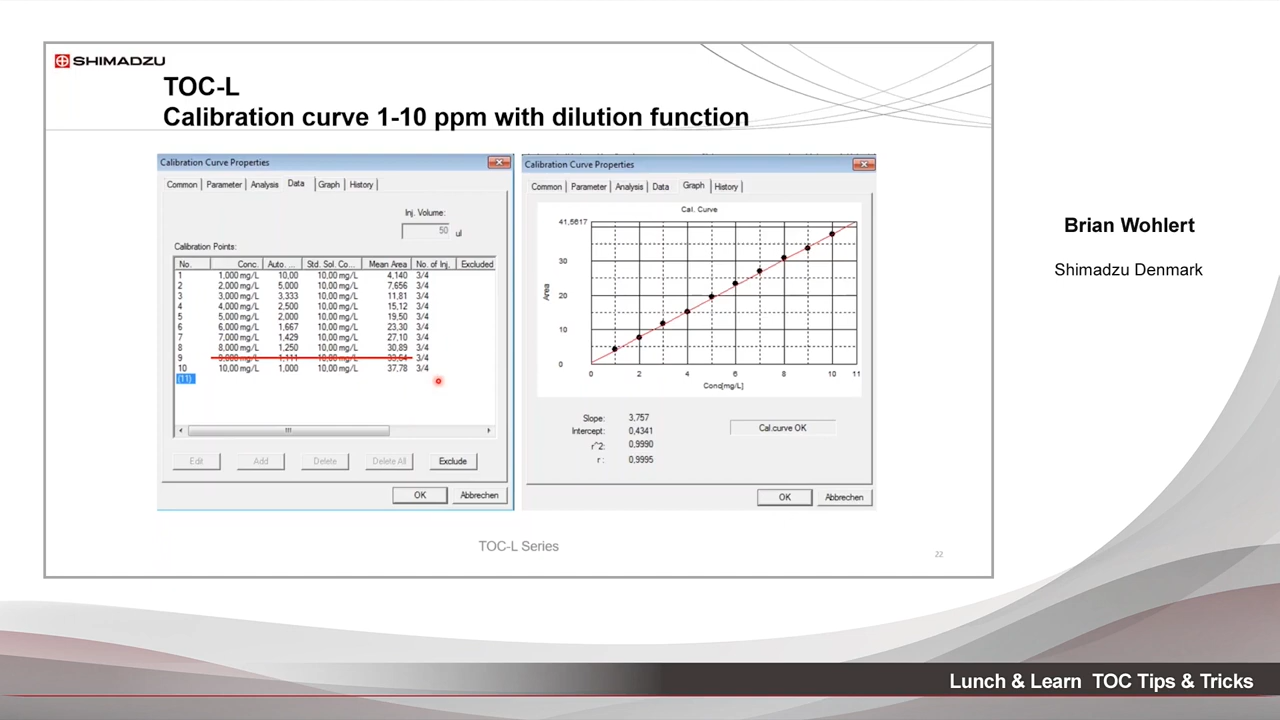 SHIMADZU
TOC-L
Calibration curve 1-10 ppm with dilution function
Calibration Curve Properties
Common Parameter Analysis Data Graph History
Inj. Volume:
50 ul
Calibration Points:
No. Conc. Auto. ... Std. Sol. Co... Mean Area No. of Inj. Excluded
1 1,000 mg/L 10,00 10,00 mg/L 4,140 3/4
2 2,000 mg/L 5,000 10,00 mg/L 7,656 3/4
3 3,000 mg/L 3,333 10,00 mg/L 11,81 3/4
4 4,000 mg/L 2,500 10,00 mg/L 15,12 3/4
5 5,000 mg/L 2,000 10,00 mg/L 19,50 3/4
6 6,000 mg/L 1,667 10,00 mg/L 23,30 3/4
7 7,000 mg/L 1,429 10,00 mg/L 27,10 3/4
8 8,000 mg/L 1,250 10,00 mg/L 30,89 3/4
9 9,000 mg/L 1,111 10,00 mg/L 3/4
10 10,00 mg/L 1,000 10,00 mg/L 37,78 3/4
(11)
Edit Add Delete Delete All Exclude
OK Abbrechen
Calibration Curve Properties
Common Parameter Analysis Data Graph History
Cal. Curve
41,5617
30
20
10
0
Area
0 2 4 6 8 10 11
Conc[mg/L]
Slope: 3,757
Intercept: 0,4341
r^2: 0,9990
r: 0,9995
Cal.curve OK
OK Abbrechen
TOC-L Series
22
Brian Wohlert
Shimadzu Denmark
Lunch & Learn TOC Tips & Tricks